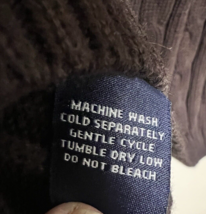 MACHINE WASH
COLD SEPARATELY
GENTLE CYCLE
TUMBLE DRY LOW
DO NOT BLEACH